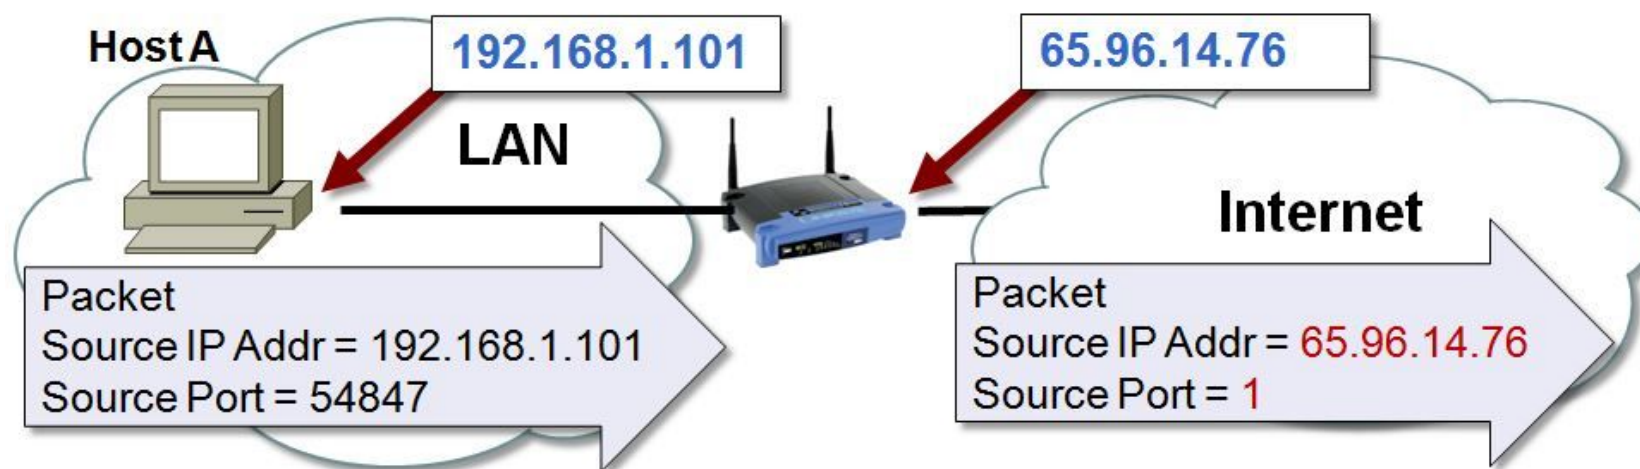 Host A
192.168.1.101
65.96.14.76
LAN
Internet
Packet
Source IP Addr = 192.168.1.101
Source Port = 54847
Packet
Source IP Addr = 65.96.14.76
Source Port = 1